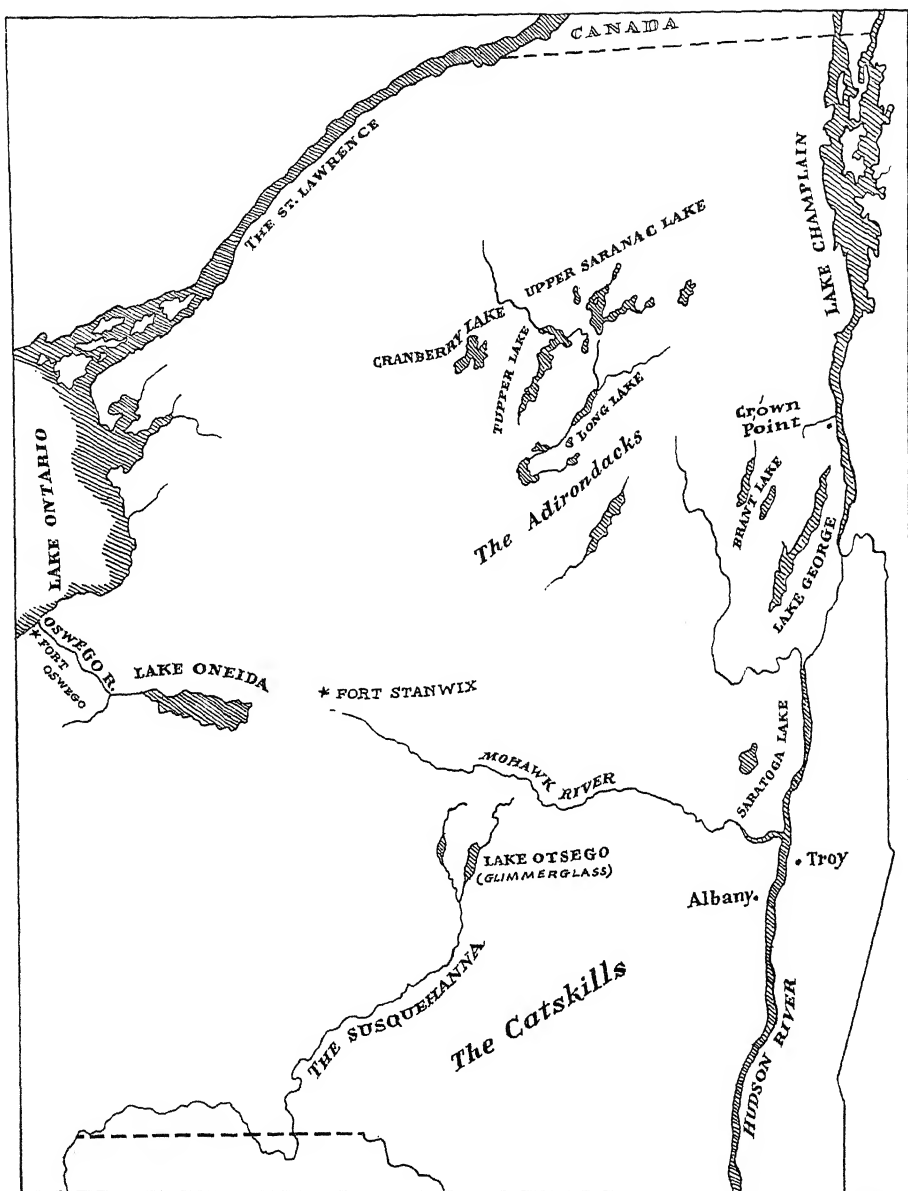 CANADA
THE ST. LAWRENCE
LAKE CHAMPLAIN
UPPER SARANAC LAKE
CRANBERRY LAKE
TUPPER LAKE
LONG LAKE
The Adirondacks
Crown
Point
BRANT LAKE
LAKE GEORGE
LAKE ONTARIO
OSWEGO R.
* FORT
OSWEGO
LAKE ONEIDA
* FORT STANWIX
MOHAWK
RIVER
SARATOGA LAKE
LAKE OTSEGO
(GLIMMERGLASS)
Troy
Albany
THE SUSQUEHANNA
The Catskills
HUDSON RIVER